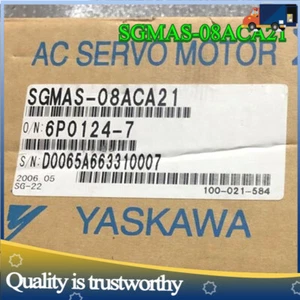 SGMAS-08ACA21
AC SERVO MOTOR
SGMAS-08ACA21
O/N: 6P0124-7
S/N: D0065A663310007
2006.05
SG-22
100-021-584
YASKAWA
Quality is trustworthy